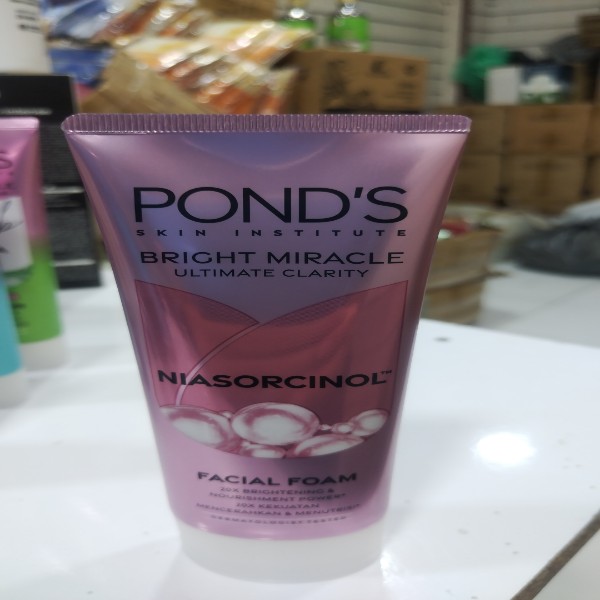 POND'S
SKIN INSTITUTE
BRIGHT MIRACLE
ULTIMATE CLARITY
NIASORCINOL™
FACIAL FOAM
10X BRIGHTENING &
NOURISHMENT POWER*
10X KEKUATAN
MENCERAHKAN & MENUTRISI*
DERMATOLOGIST TESTED